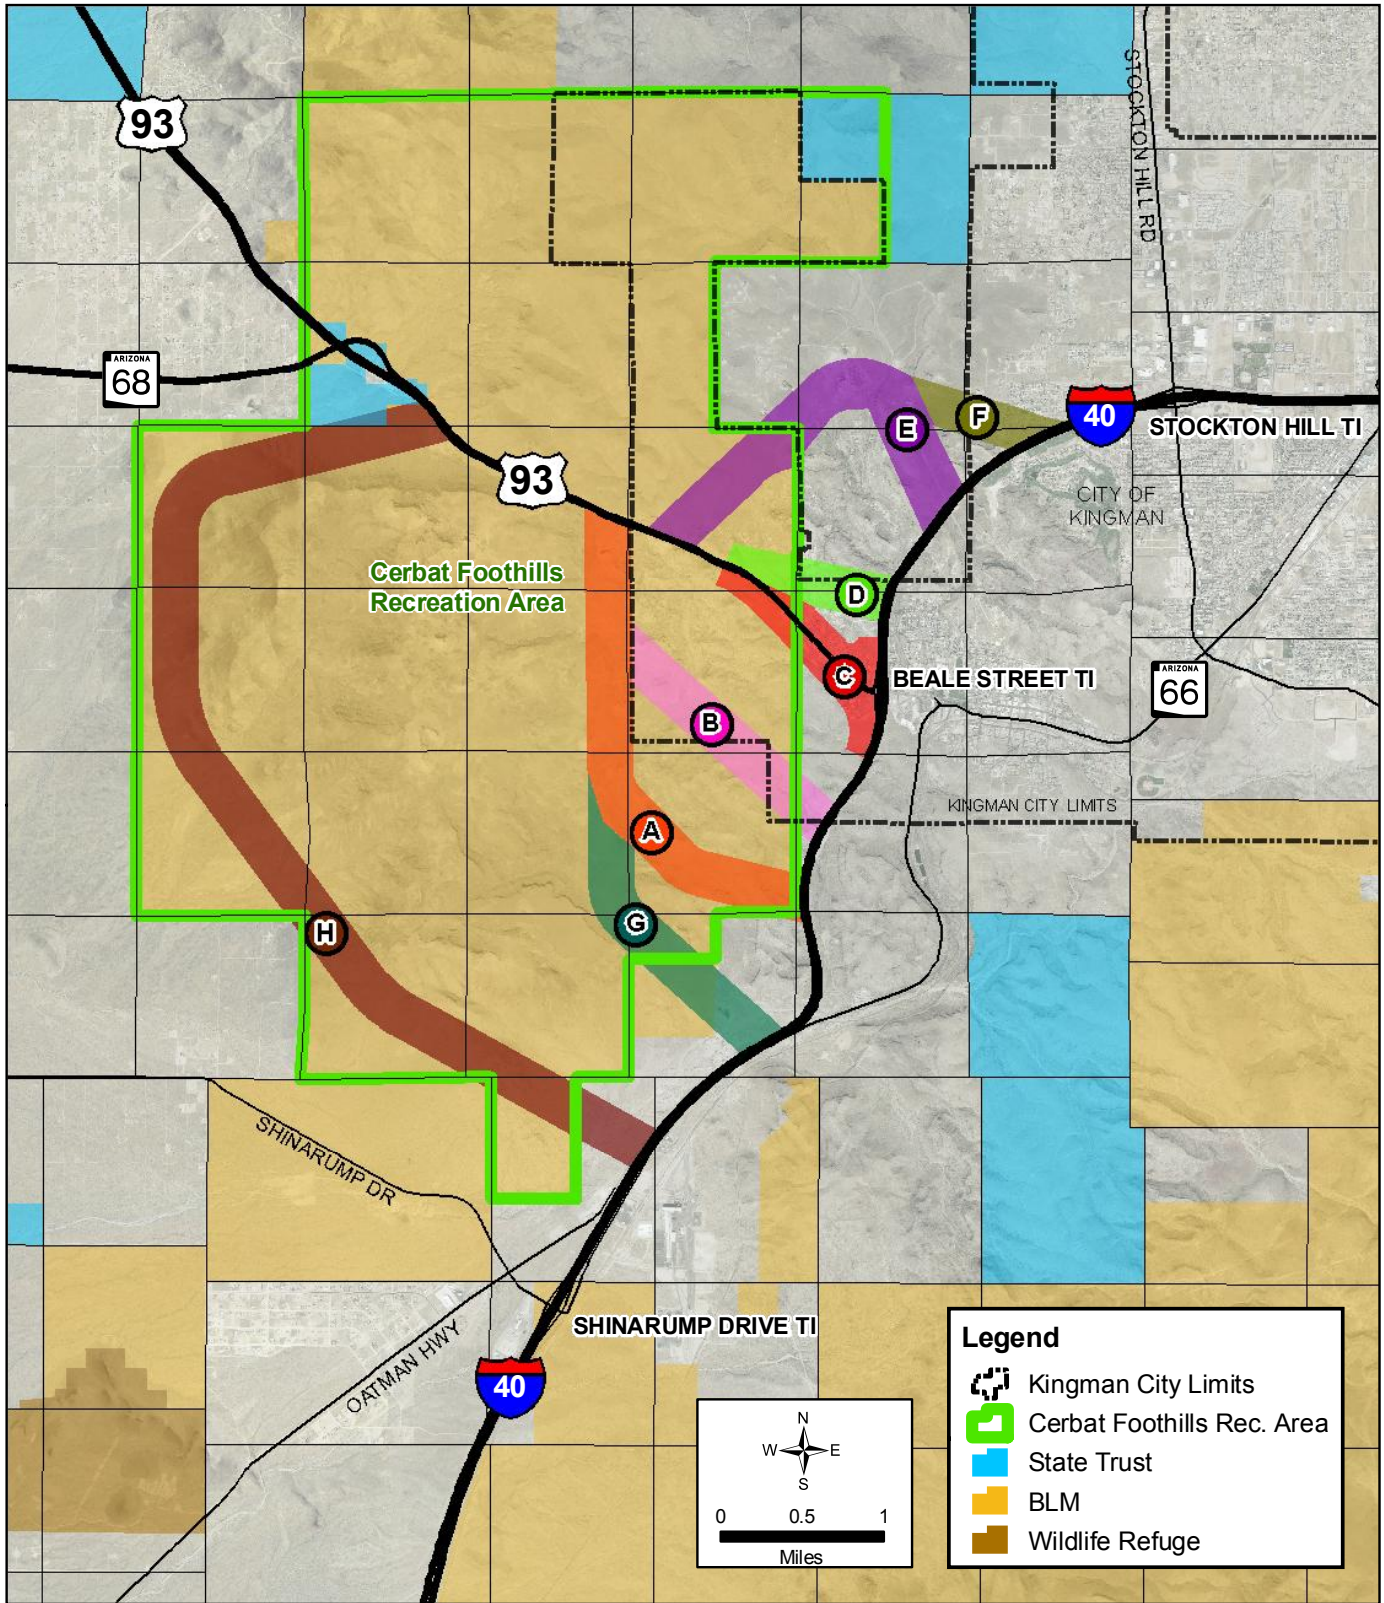 93
STOCKTON HILL RD
ARIZONA
68
40
STOCKTON HILL TI
E
F
93
CITY OF
KINGMAN
Cerbat Foothills
Recreation Area
D
C
BEALE STREET TI
ARIZONA
66
B
KINGMAN CITY LIMITS
A
G
H
SHINARUMP DR
SHINARUMP DRIVE TI
OATMAN HWY
40
N
W
E
S
0
0.5
1
Miles
Legend
Kingman City Limits
Cerbat Foothills Rec. Area
State Trust
BLM
Wildlife Refuge